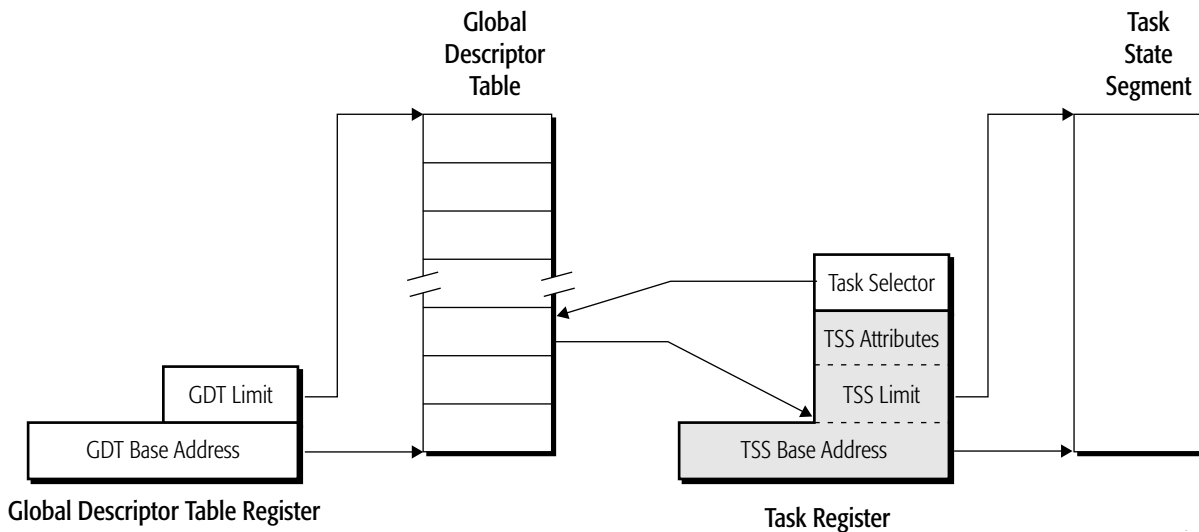 Global
Descriptor
Table
Task
State
Segment
Task Selector
TSS Attributes
GDT Limit
TSS Limit
GDT Base Address
TSS Base Address
Global Descriptor Table Register
Task Register